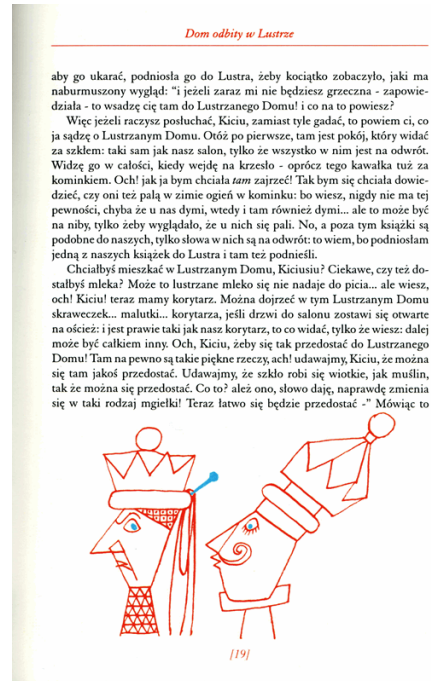 Dom odbity w Lustrze
aby go ukarać, podniosła go do Lustra, żeby kociątko zobaczyło, jaki ma
naburmuszony wygląd: “i jeżeli zaraz mi nie będziesz grzeczna - zapowie-
działa - to wsadzę cię tam do Lustrzanego Domu! i co na to powiesz?
Więc jeżeli raczysz posłuchać, Kiciu, zamiast tyle gadać, to powiem ci, co
ja sądzę o Lustrzanym Domu. Otóż po pierwsze, tam jest pokój, który widać
za szkłem: taki sam jak nasz salon, tylko że wszystko w nim jest na odwrót.
Widzę go w całości, kiedy wejdę na krzesło - oprócz tego kawałka tuż za
kominkiem. Och! jak ja bym chciała tam zajrzeć! Tak bym się chciała dowie-
dzieć, czy oni też palą w zimie ogień w kominku: bo wiesz, nigdy nie ma tej
pewności, chyba że u nas dymi, wtedy i tam również dymi... ale to może być
na niby, tylko żeby wyglądało, że u nich się pali. No, a poza tym książki są
podobne do naszych, tylko słowa w nich są na odwrót: to wiem, bo podniosłam
jedną z naszych książek do Lustra i tam też podnieśli.
Chciałbyś mieszkać w Lustrzanym Domu, Kiciusiu? Ciekawe, czy też do-
stałbyś mleka? Może to lustrzane mleko się nie nadaje do picia... ale wiesz,
och! Kiciu! teraz mamy korytarz. Można dojrzeć w tym Lustrzanym Domu
skraweczek... malutki... korytarza, jeśli drzwi do salonu zostawi się otwarte
na oścież: i jest prawie taki jak nasz korytarz, to co widać, tylko że wiesz: dalej
może być całkiem inny. Och, Kiciu, żeby się tak przedostać do Lustrzanego
Domu! Tam na pewno są takie piękne rzeczy, ach! udawajmy, Kiciu, że można
się tam jakoś przedostać. Udawajmy, że szkło robi się wiotkie, jak muślin,
tak że można się przedostać. Co to? ależ ono, słowo daję, naprawdę zmienia
się w taki rodzaj mgiełki! Teraz łatwo się będzie przedostać -” Mówiąc to
[19]